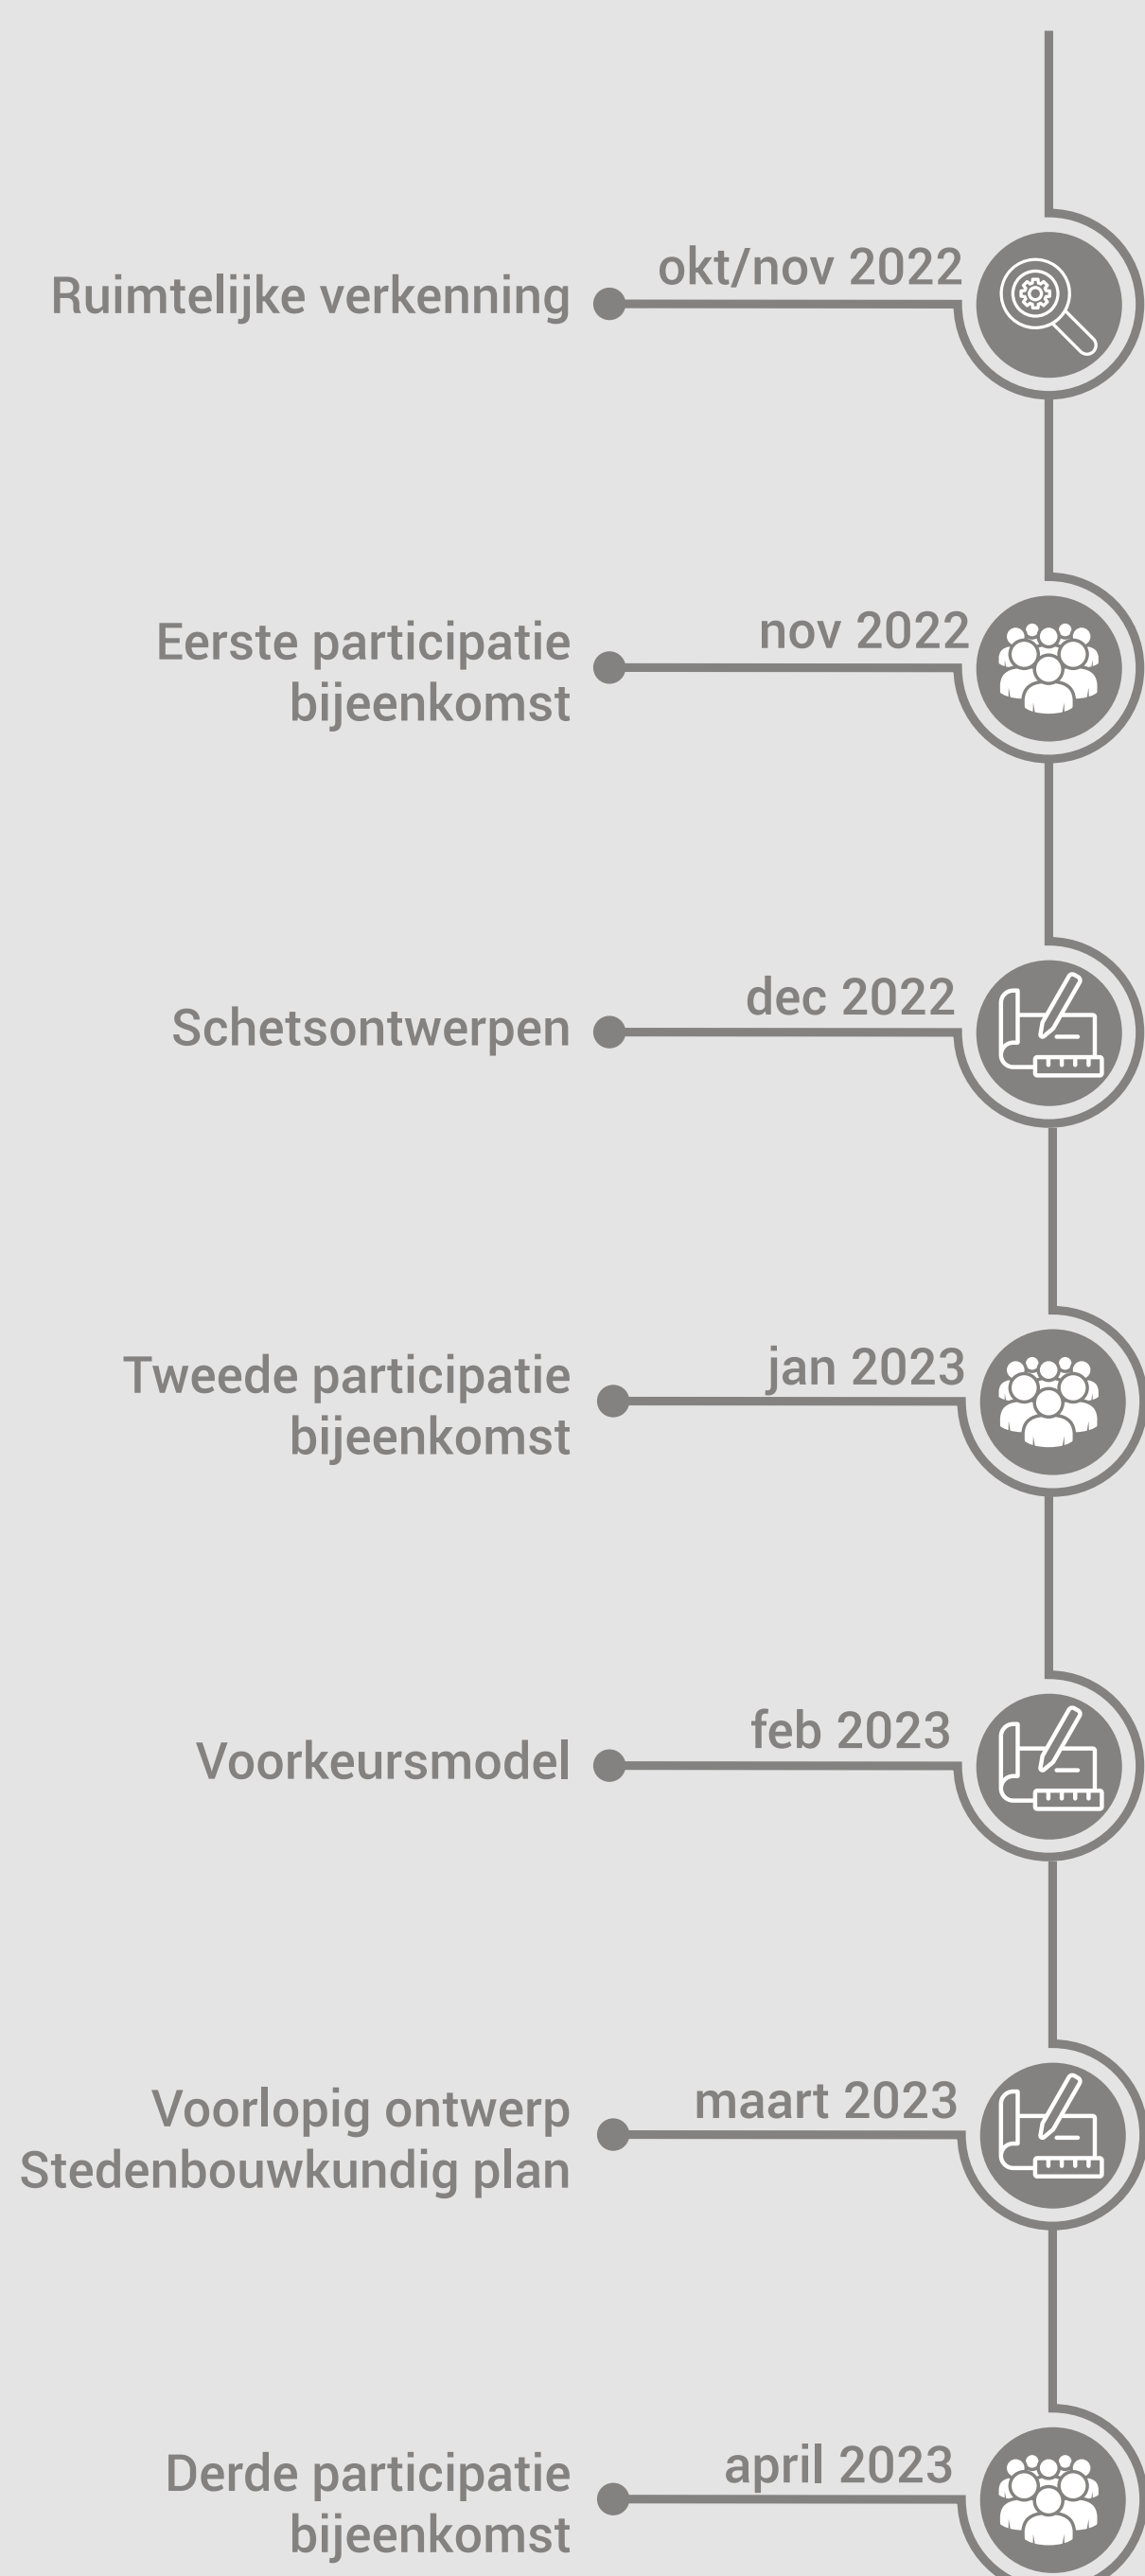 okt/nov 2022
Ruimtelijke verkenning
nov 2022
Eerste participatie
bijeenkomst
dec 2022
Schetsontwerpen
jan 2023
Tweede participatie
bijeenkomst
feb 2023
Voorkeursmodel
maart 2023
Voorlopig ontwerp
Stedenbouwkundig plan
april 2023
Derde participatie
bijeenkomst